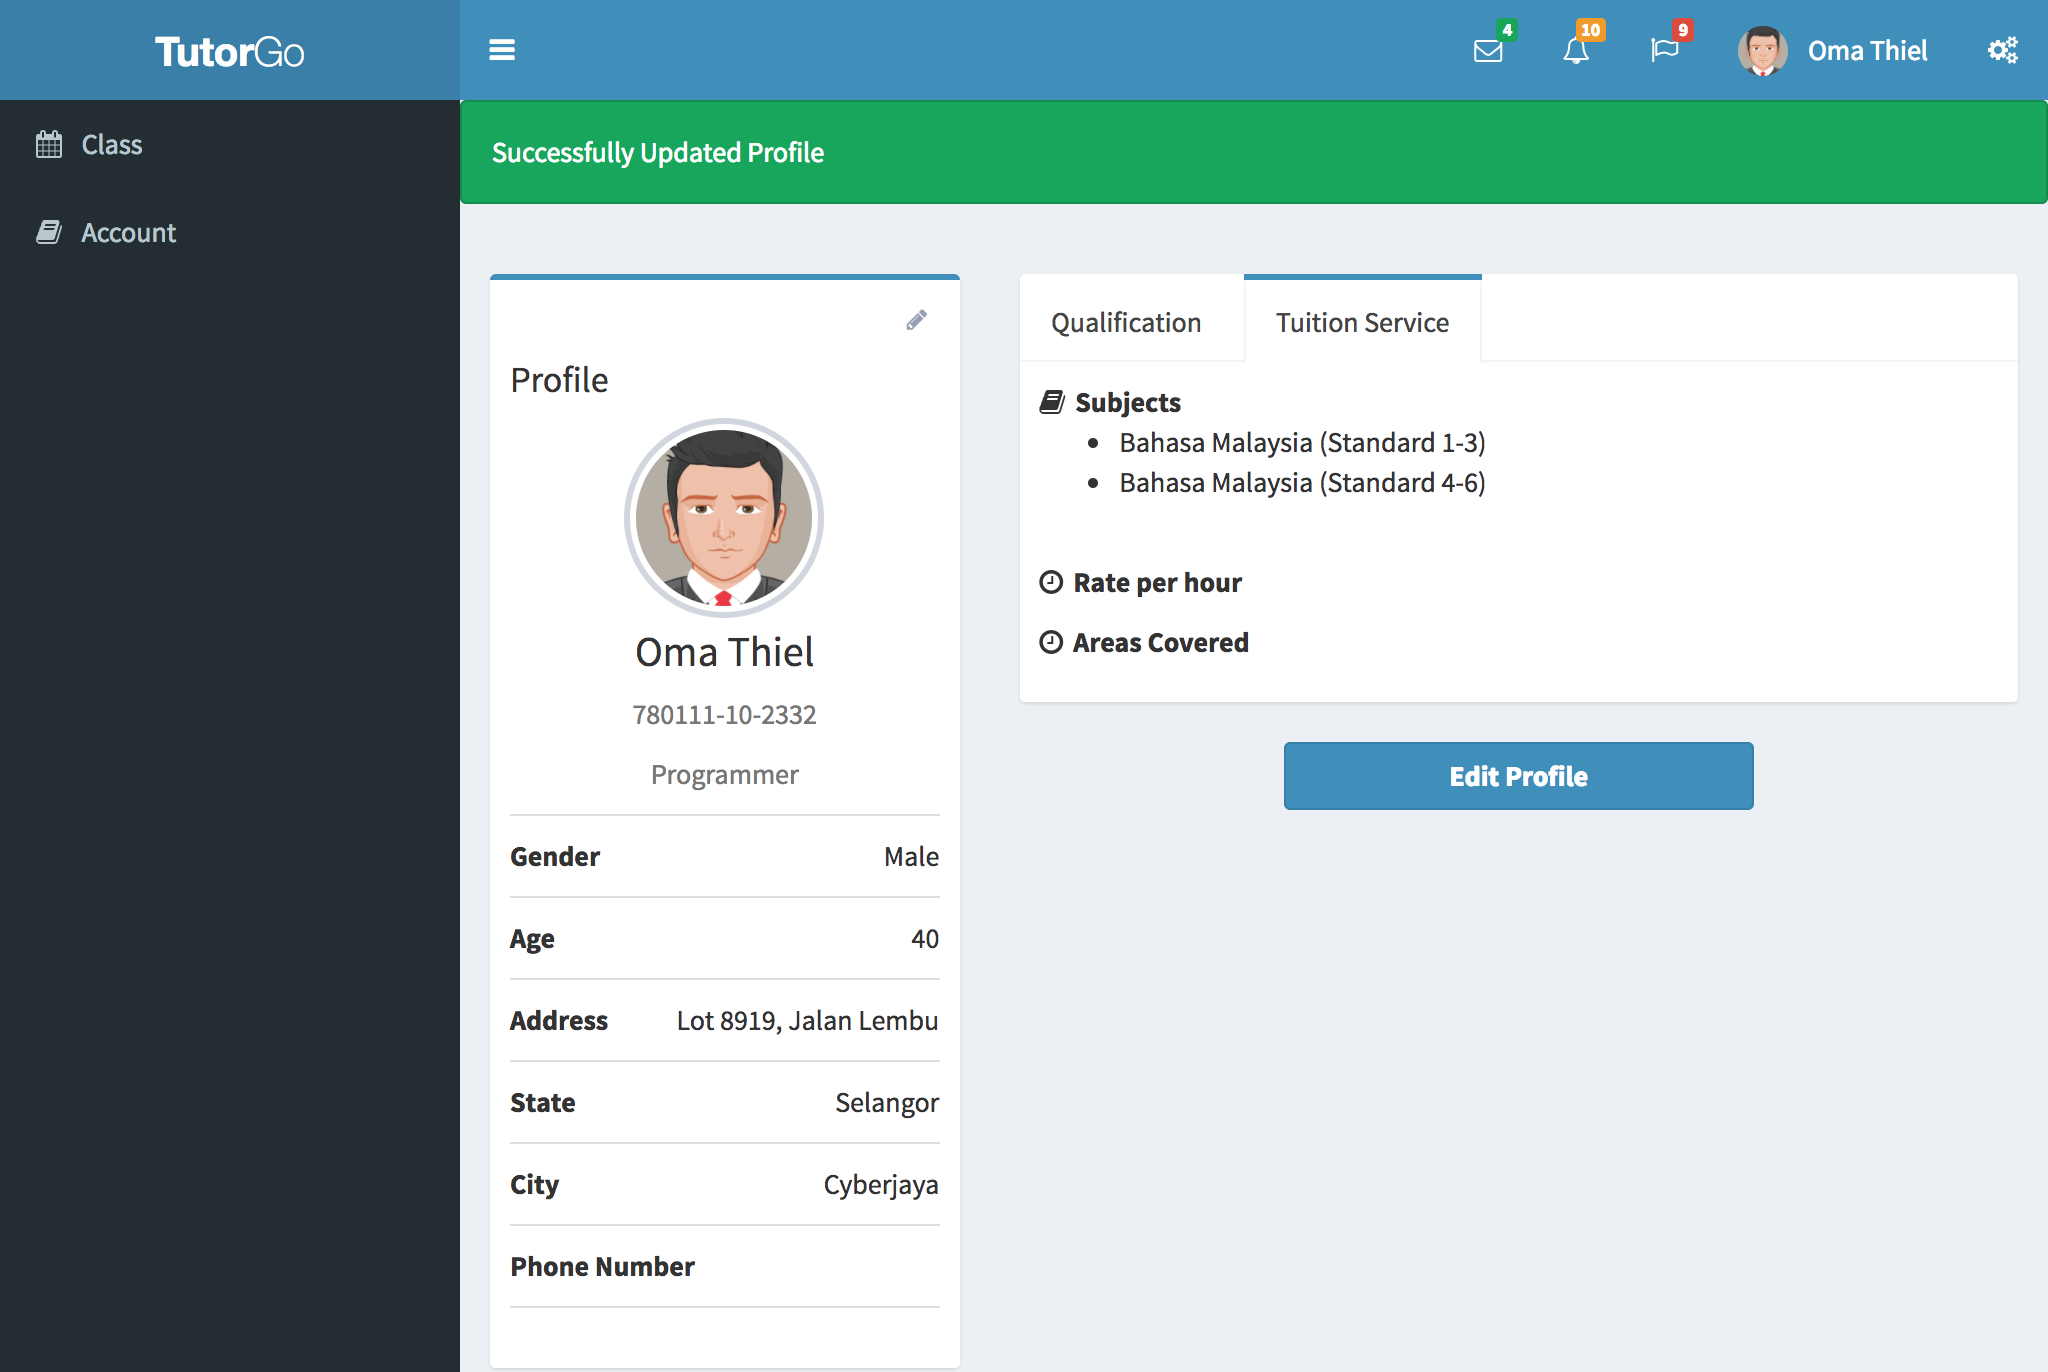 TutorGo
4
10
9
Oma Thiel
Class
Account
Successfully Updated Profile
Profile
Oma Thiel
780111-10-2332
Programmer
Gender Male
Age 40
Address Lot 8919, Jalan Lembu
State Selangor
City Cyberjaya
Phone Number
Qualification
Tuition Service
Subjects
Bahasa Malaysia (Standard 1-3)
Bahasa Malaysia (Standard 4-6)
Rate per hour
Areas Covered
Edit Profile